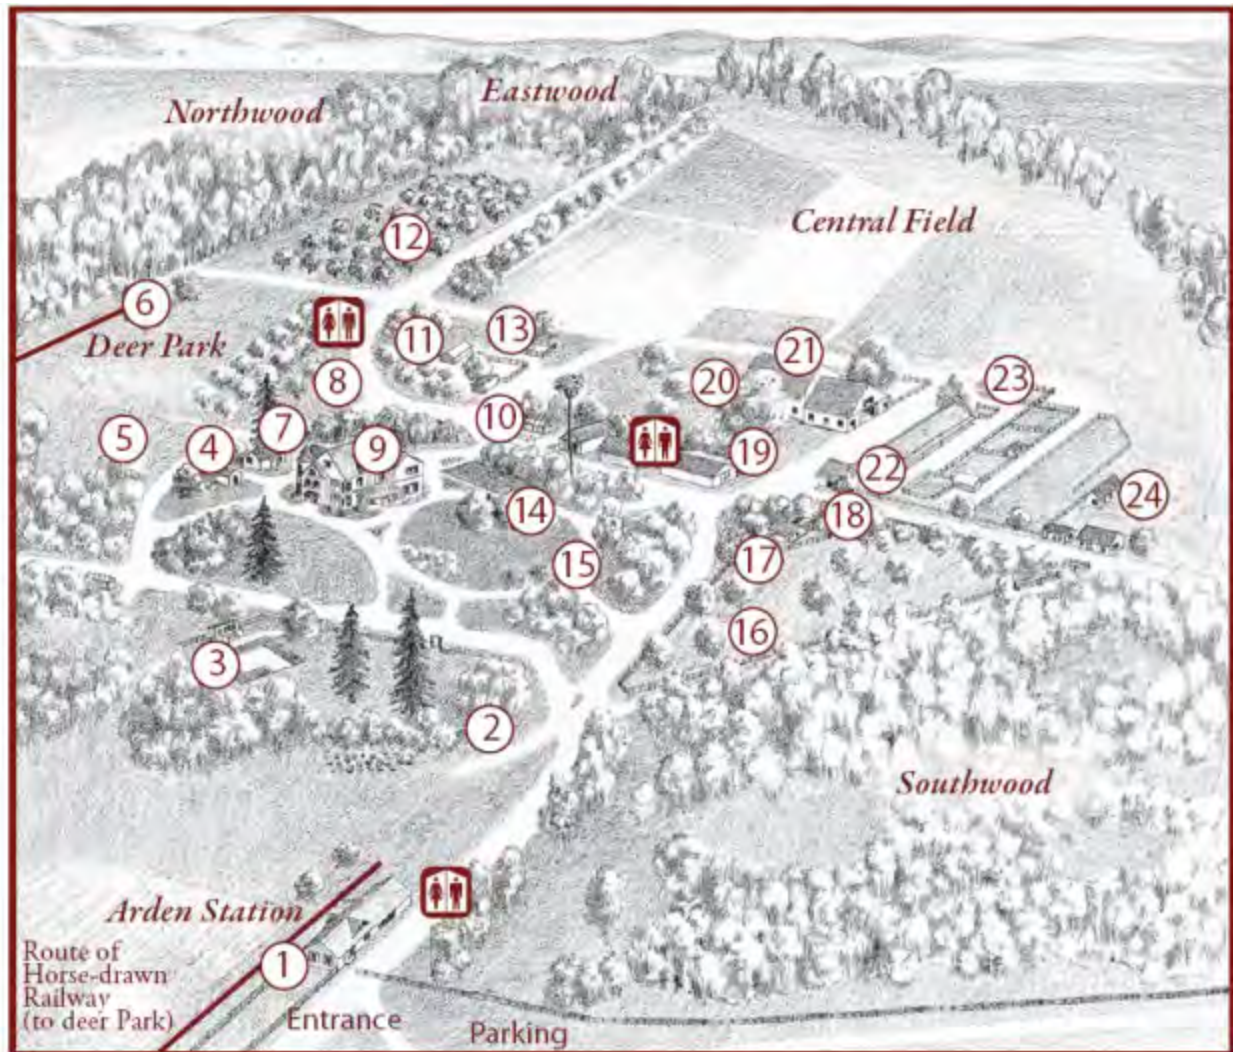 Eastwood
Northwood
Central Field
12
6
Deer Park
11
13
21
8
20
23
10
5
4
7
9
19
22
24
14
18
15
17
16
3
2
Southwood
Arden Station
1
Route of
Horse-drawn
Railway
(to deer Park)
Entrance
Parking